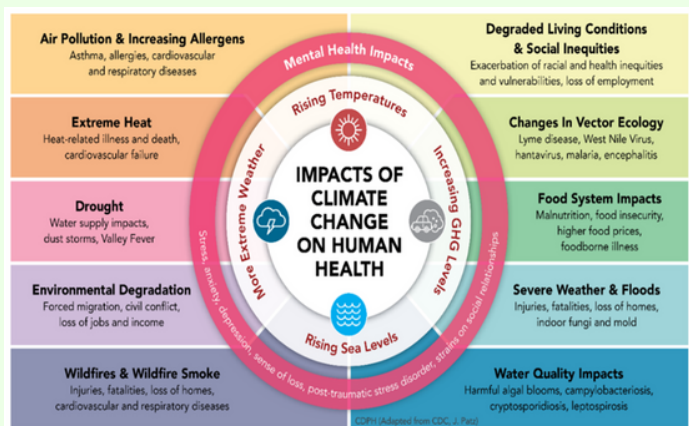 Air Pollution & Increasing Allergens
Asthma, allergies, cardiovascular
and respiratory diseases
Extreme Heat
Heat-related illness and death,
cardiovascular failure
Drought
Water supply impacts,
dust storms, Valley Fever
Environmental Degradation
Forced migration, civil conflict,
loss of jobs and income
Wildfires & Wildfire Smoke
Injuries, fatalities, loss of homes,
cardiovascular and respiratory diseases
Mental Health Impacts
Rising Temperatures
More Extreme Weather
IMPACTS OF
CLIMATE
CHANGE
ON HUMAN
HEALTH
Increasing GHG Levels
Rising Sea Levels
Stress, anxiety, depression, sense of loss, post-traumatic stress disorder, strains on social relationships
Degraded Living Conditions
& Social Inequities
Exacerbation of racial and health inequities
and vulnerabilities, loss of employment
Changes In Vector Ecology
Lyme disease, West Nile Virus,
hantavirus, malaria, encephalitis
Food System Impacts
Malnutrition, food insecurity,
higher food prices,
foodborne illness
Severe Weather & Floods
Injuries, fatalities, loss of homes,
indoor fungi and mold
Water Quality Impacts
Harmful algal blooms, campylobacteriosis,
cryptosporidiosis, leptospirosis
CDPH (Adapted from CDC, J. Patz)